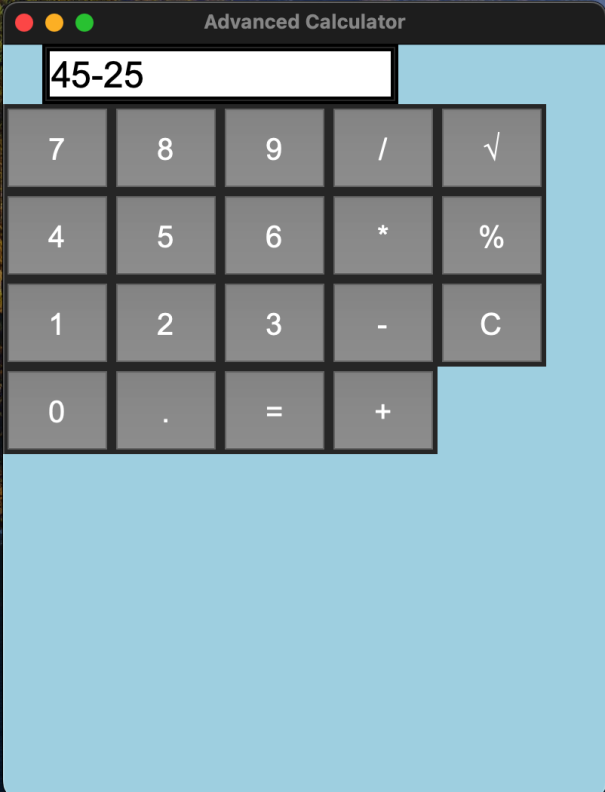 Advanced Calculator
45-25
7 8 9 / √
4 5 6 * %
1 2 3 - C
0 . = +